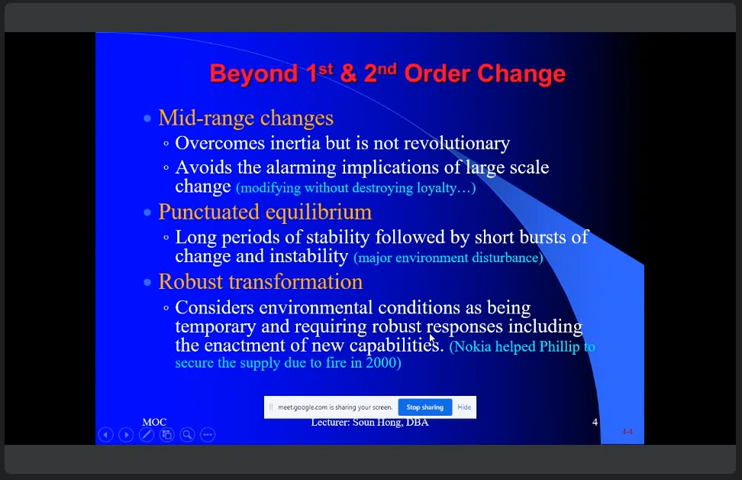 Beyond 1st & 2nd Order Change
Mid-range changes
Overcomes inertia but is not revolutionary
Avoids the alarming implications of large scale
change (modifying without destroying loyalty…)
Punctuated equilibrium
Long periods of stability followed by short bursts of
change and instability (major environment disturbance)
Robust transformation
Considers environmental conditions as being
temporary and requiring robust responses including
the enactment of new capabilities. (Nokia helped Phillip to
secure the supply due to fire in 2000)
meet.google.com is sharing your screen. Stop sharing Hide
MOC Lecturer: Soun Hong, DBA 4
4-4